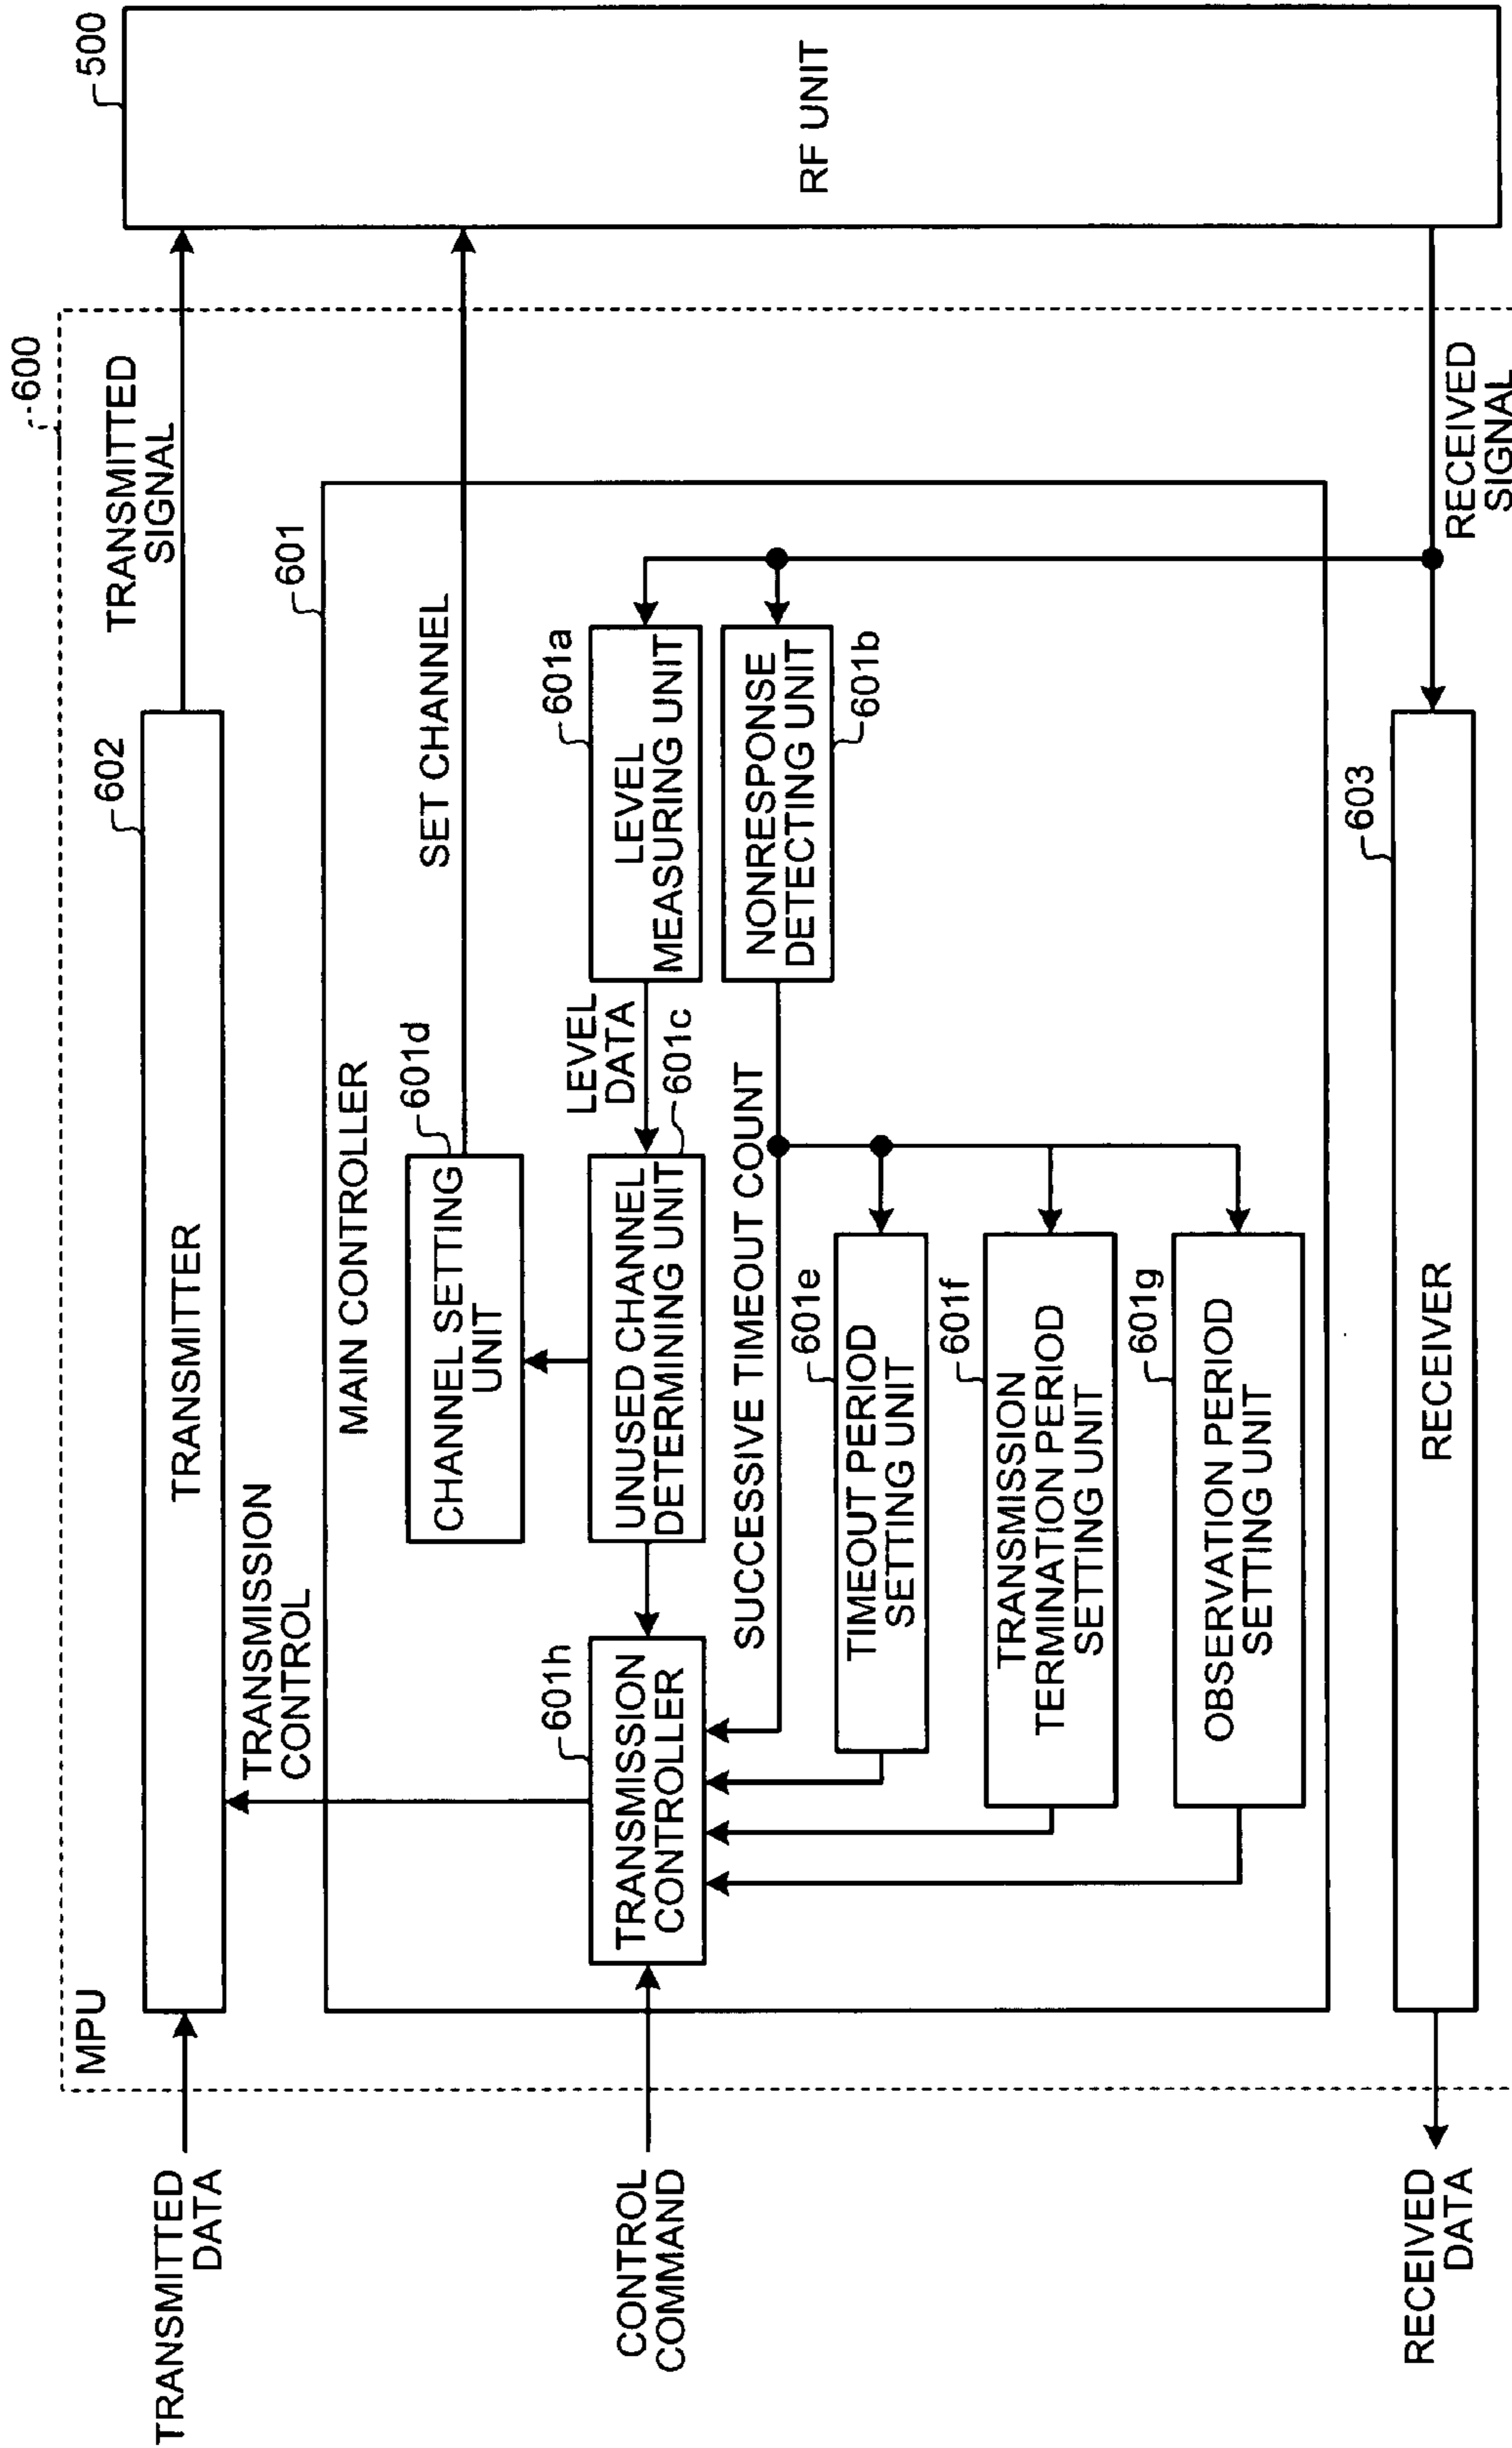 600
500
MPU
TRANSMITTED
DATA
TRANSMITTER
602
TRANSMITTED
SIGNAL
RF UNIT
TRANSMISSION
CONTROL
MAIN CONTROLLER
601
CHANNEL SETTING
UNIT
601d
SET CHANNEL
CONTROL
COMMAND
TRANSMISSION
CONTROLLER
601h
UNUSED CHANNEL
DETERMINING UNIT
601c
LEVEL
DATA
LEVEL
MEASURING UNIT
601a
SUCCESSIVE TIMEOUT COUNT
NONRESPONSE
DETECTING UNIT
601b
TIMEOUT PERIOD
SETTING UNIT
601e
TRANSMISSION
TERMINATION PERIOD
SETTING UNIT
601f
OBSERVATION PERIOD
SETTING UNIT
601g
RECEIVED
DATA
RECEIVER
603
RECEIVED
SIGNAL